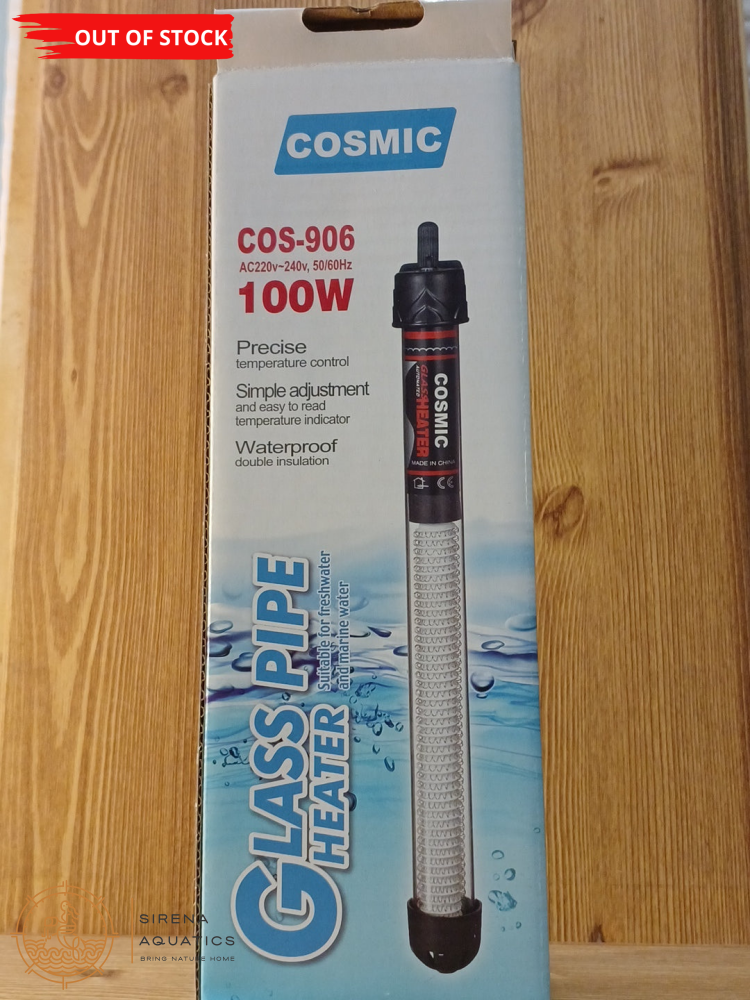 OUT OF STOCK
COSMIC
COS-906
AC220v~240v, 50/60Hz
100W
Precise
temperature control
Simple adjustment
and easy to read
temperature indicator
Waterproof
double insulation
COSMIC
GLASS HEATER
AUTOMATIC
MADE IN CHINA
CE
GLASS PIPE
HEATER
Suitable for freshwater
and marine water
SIRENA
AQUATICS
BRING NATURE HOME